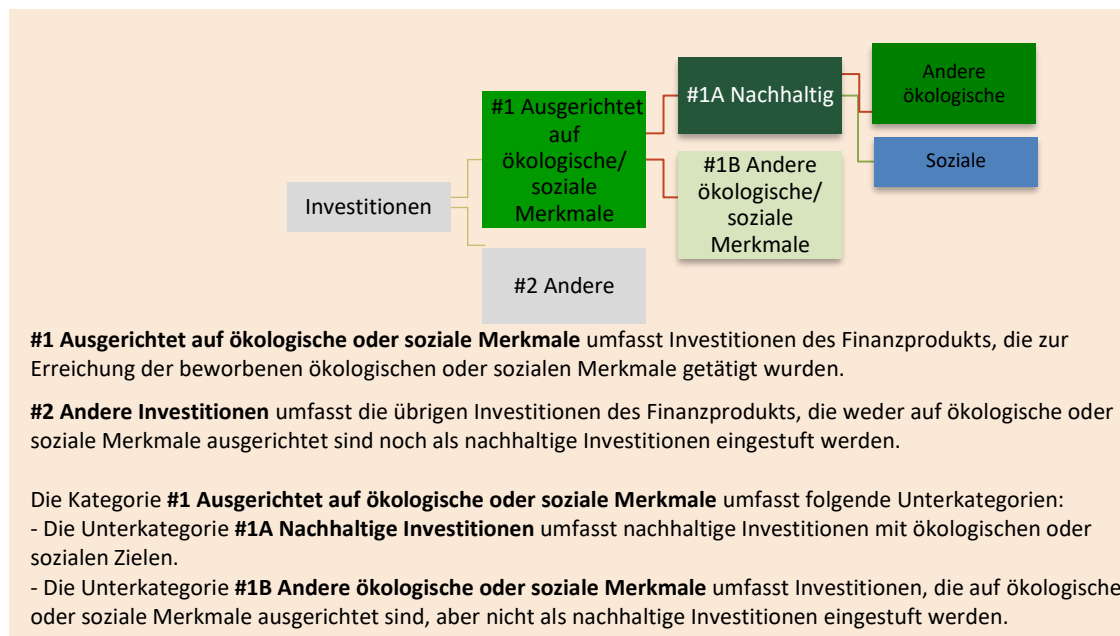 Investitionen
#1 Ausgerichtet
auf
ökologische/
soziale
Merkmale
#2 Andere
#1A Nachhaltig
#1B Andere
ökologische/
soziale
Merkmale
Andere
ökologische
Soziale
#1 Ausgerichtet auf ökologische oder soziale Merkmale umfasst Investitionen des Finanzprodukts, die zur
Erreichung der beworbenen ökologischen oder sozialen Merkmale getätigt wurden.
#2 Andere Investitionen umfasst die übrigen Investitionen des Finanzprodukts, die weder auf ökologische oder
soziale Merkmale ausgerichtet sind noch als nachhaltige Investitionen eingestuft werden.
Die Kategorie #1 Ausgerichtet auf ökologische oder soziale Merkmale umfasst folgende Unterkategorien:
- Die Unterkategorie #1A Nachhaltige Investitionen umfasst nachhaltige Investitionen mit ökologischen oder
sozialen Zielen.
- Die Unterkategorie #1B Andere ökologische oder soziale Merkmale umfasst Investitionen, die auf ökologische
oder soziale Merkmale ausgerichtet sind, aber nicht als nachhaltige Investitionen eingestuft werden.